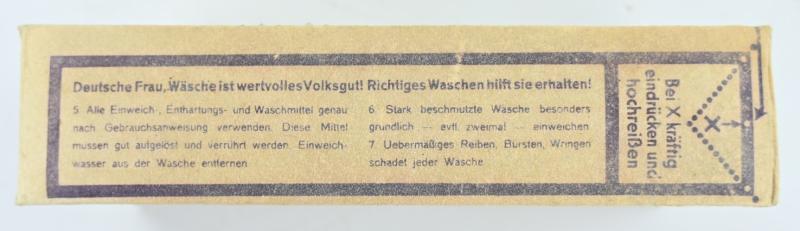 Deutsche Frau, Wäsche ist wertvolles Volksgut! Richtiges Waschen hilft sie erhalten!
5. Alle Einweich-, Enthärtungs- und Waschmittel genau
nach Gebrauchsanweisung verwenden. Diese Mittel
müssen gut aufgelöst und verrührt werden. Einweich-
wasser aus der Wäsche entfernen.
6. Stark beschmutzte Wäsche besonders
gründlich — evtl. zweimal — einweichen
7. Uebermäßiges Reiben, Bürsten, Wringen
schadet jeder Wäsche.
Bei X kräftig
eindrücken und
hochreißen
X